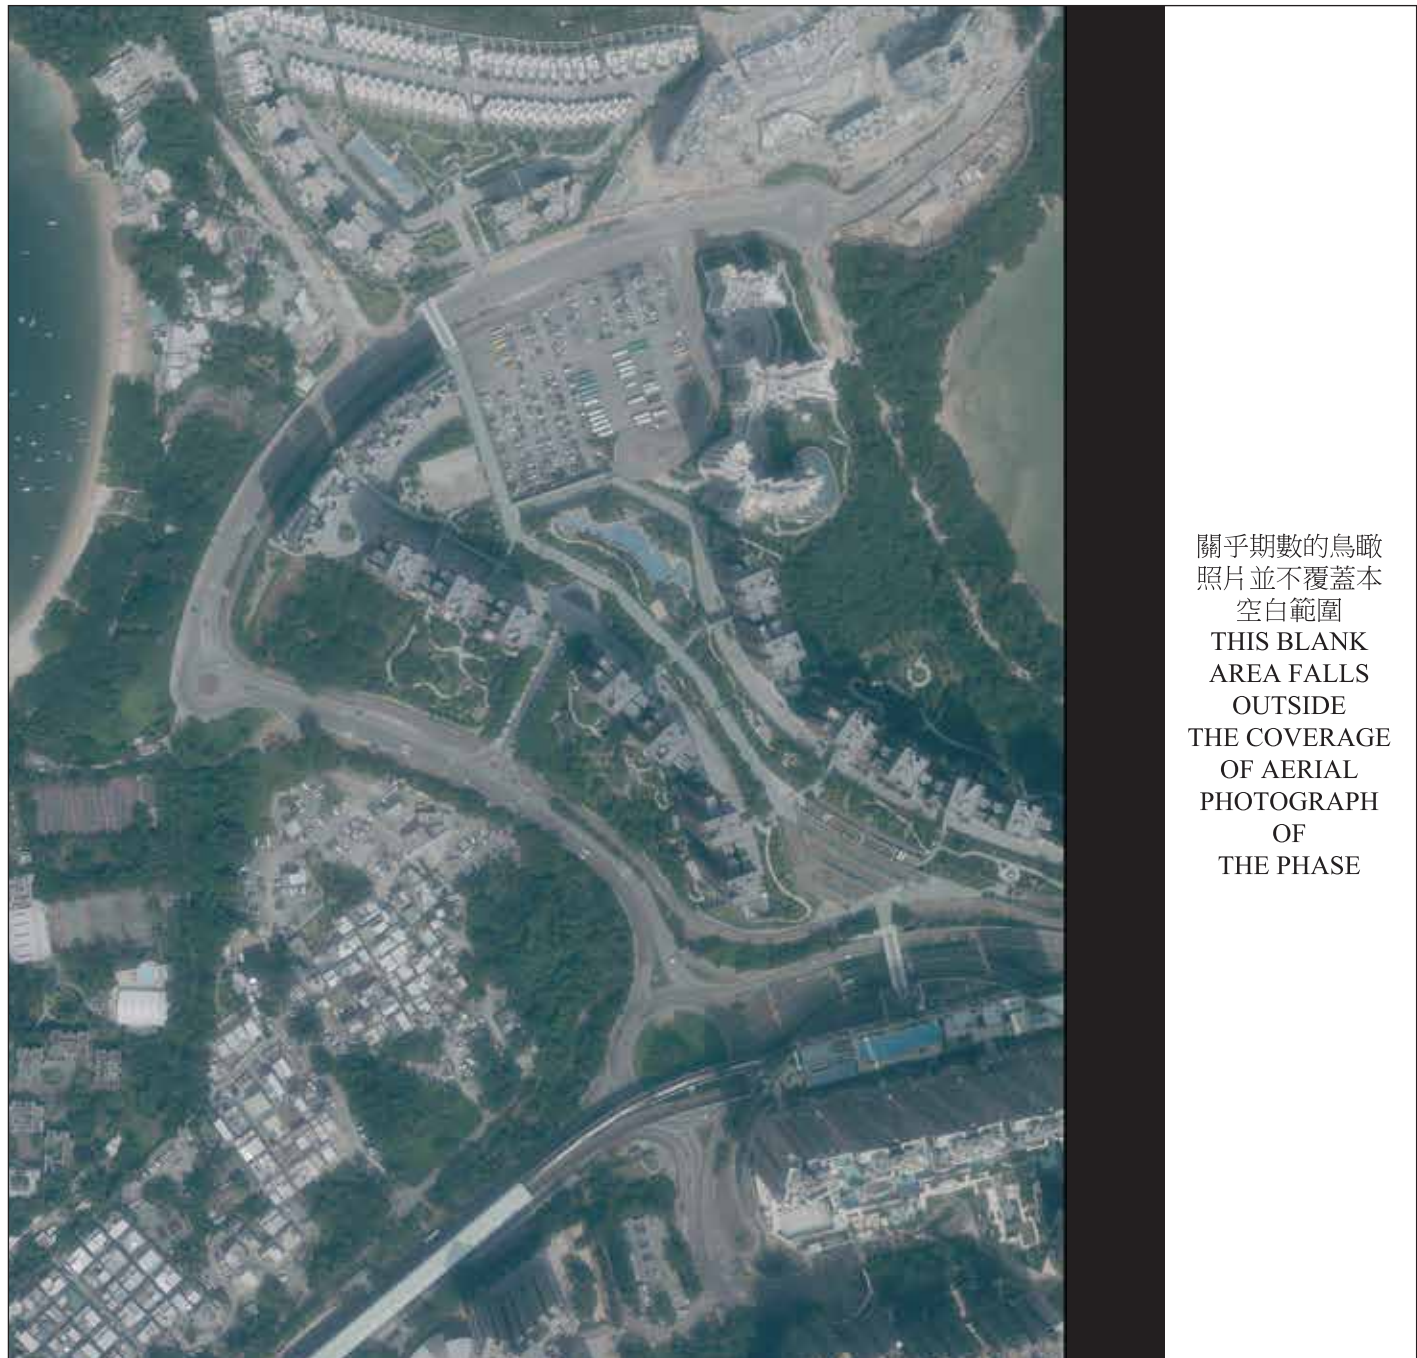 關乎期數的鳥瞰
照片並不覆蓋本
空白範圍
THIS BLANK
AREA FALLS
OUTSIDE
THE COVERAGE
OF AERIAL
PHOTOGRAPH
OF
THE PHASE